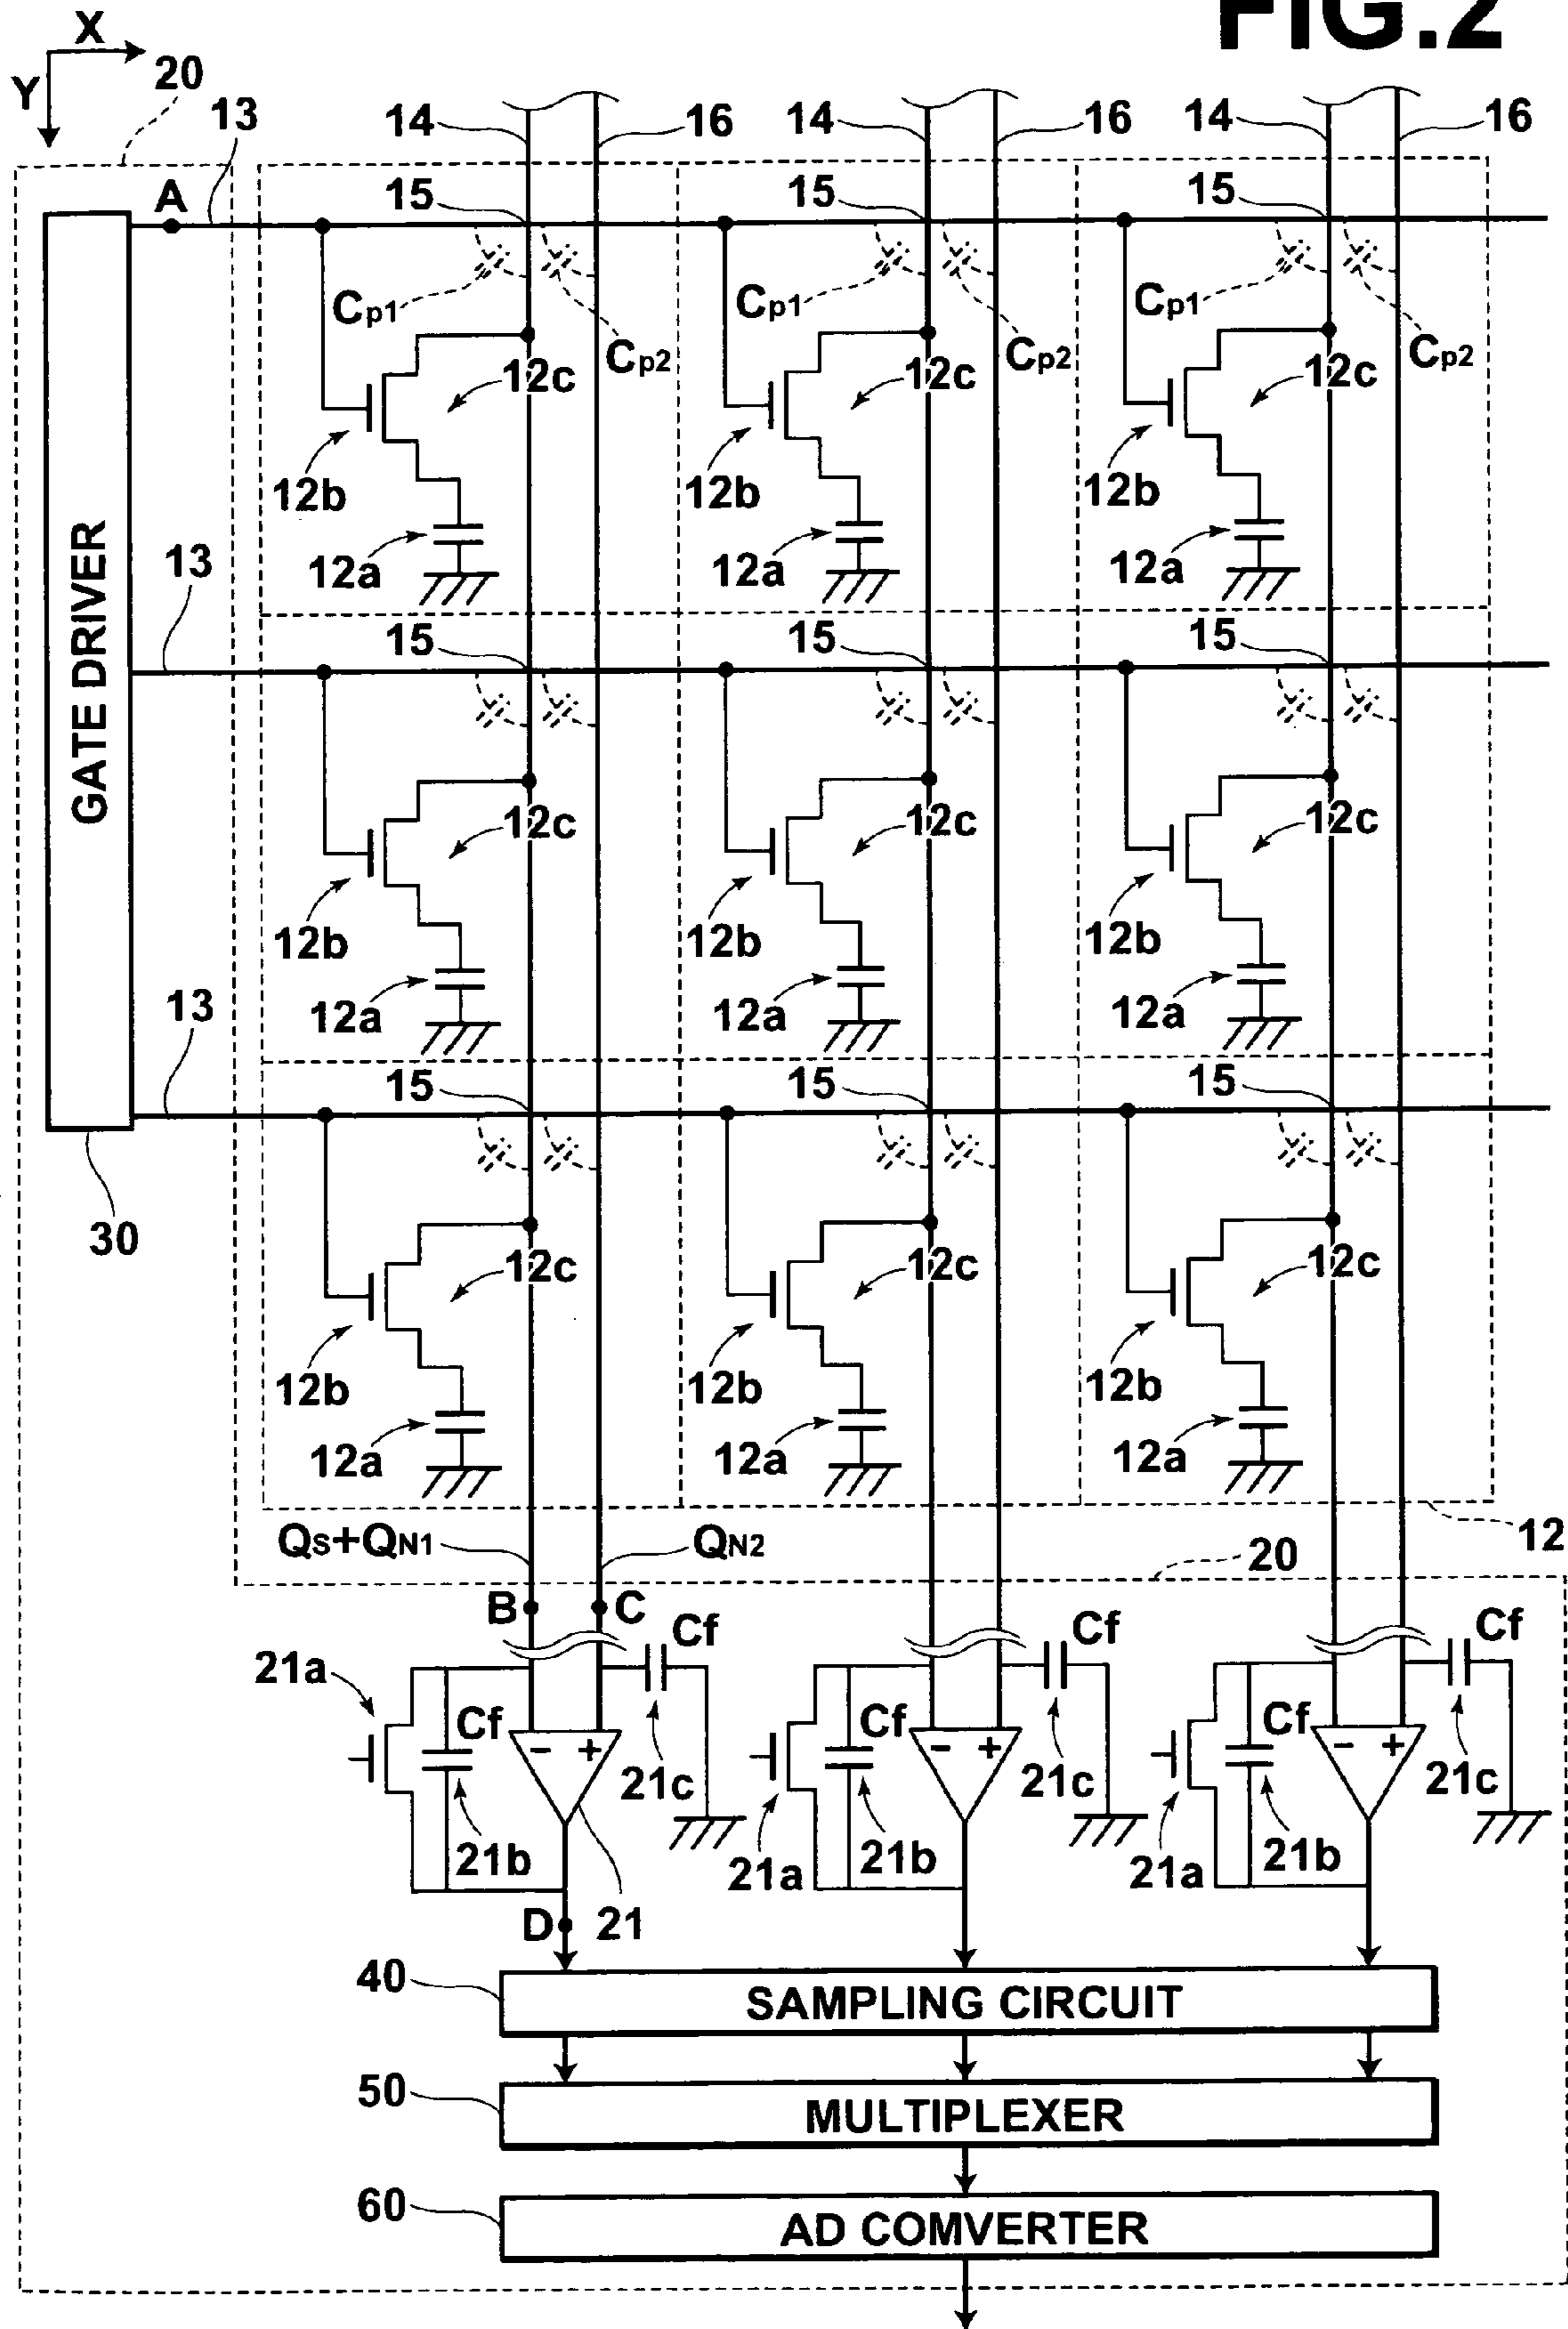 FIG.2
X
Y
20
13
14
16
14
16
14
16
A
15
15
15
Cp1
Cp2
Cp1
Cp2
Cp1
Cp2
12c
12c
12c
12b
12b
12b
12a
12a
12a
GATE DRIVER
13
15
15
15
12c
12c
12c
12b
12b
12b
12a
12a
12a
13
15
15
15
30
12c
12c
12c
12b
12b
12b
12a
12a
12a
QS+QN1
QN2
20
12
B
C
Cf
Cf
Cf
21a
Cf
- +
Cf
- +
Cf
- +
21c
21c
21c
21b
21a
21b
21a
21b
D
21
40
SAMPLING CIRCUIT
50
MULTIPLEXER
60
AD COMVERTER